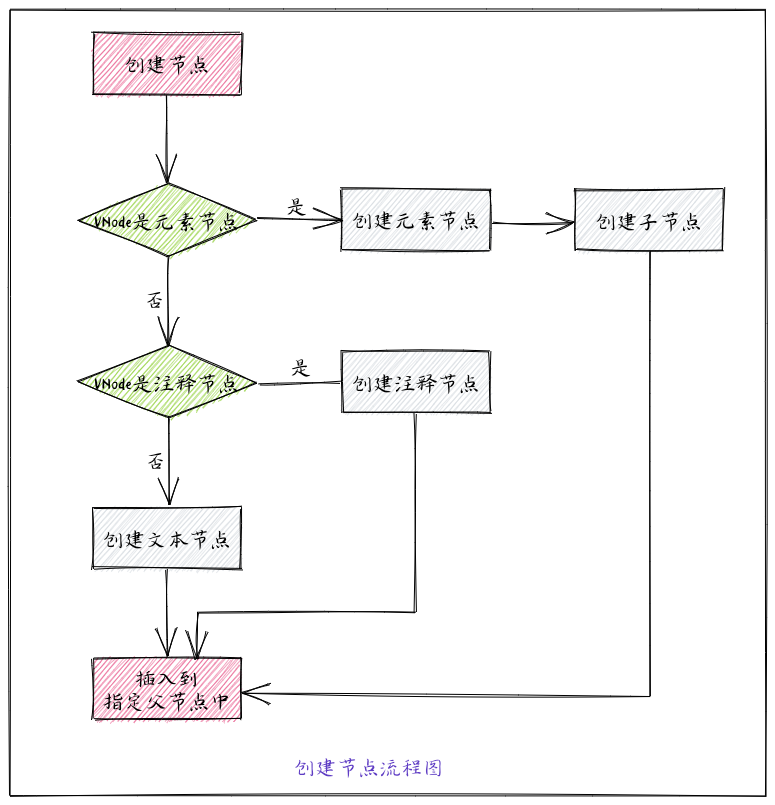 创建节点
VNode是元素节点
是
创建元素节点
创建子节点
否
VNode是注释节点
是
创建注释节点
否
创建文本节点
插入到
指定父节点中
创建节点流程图